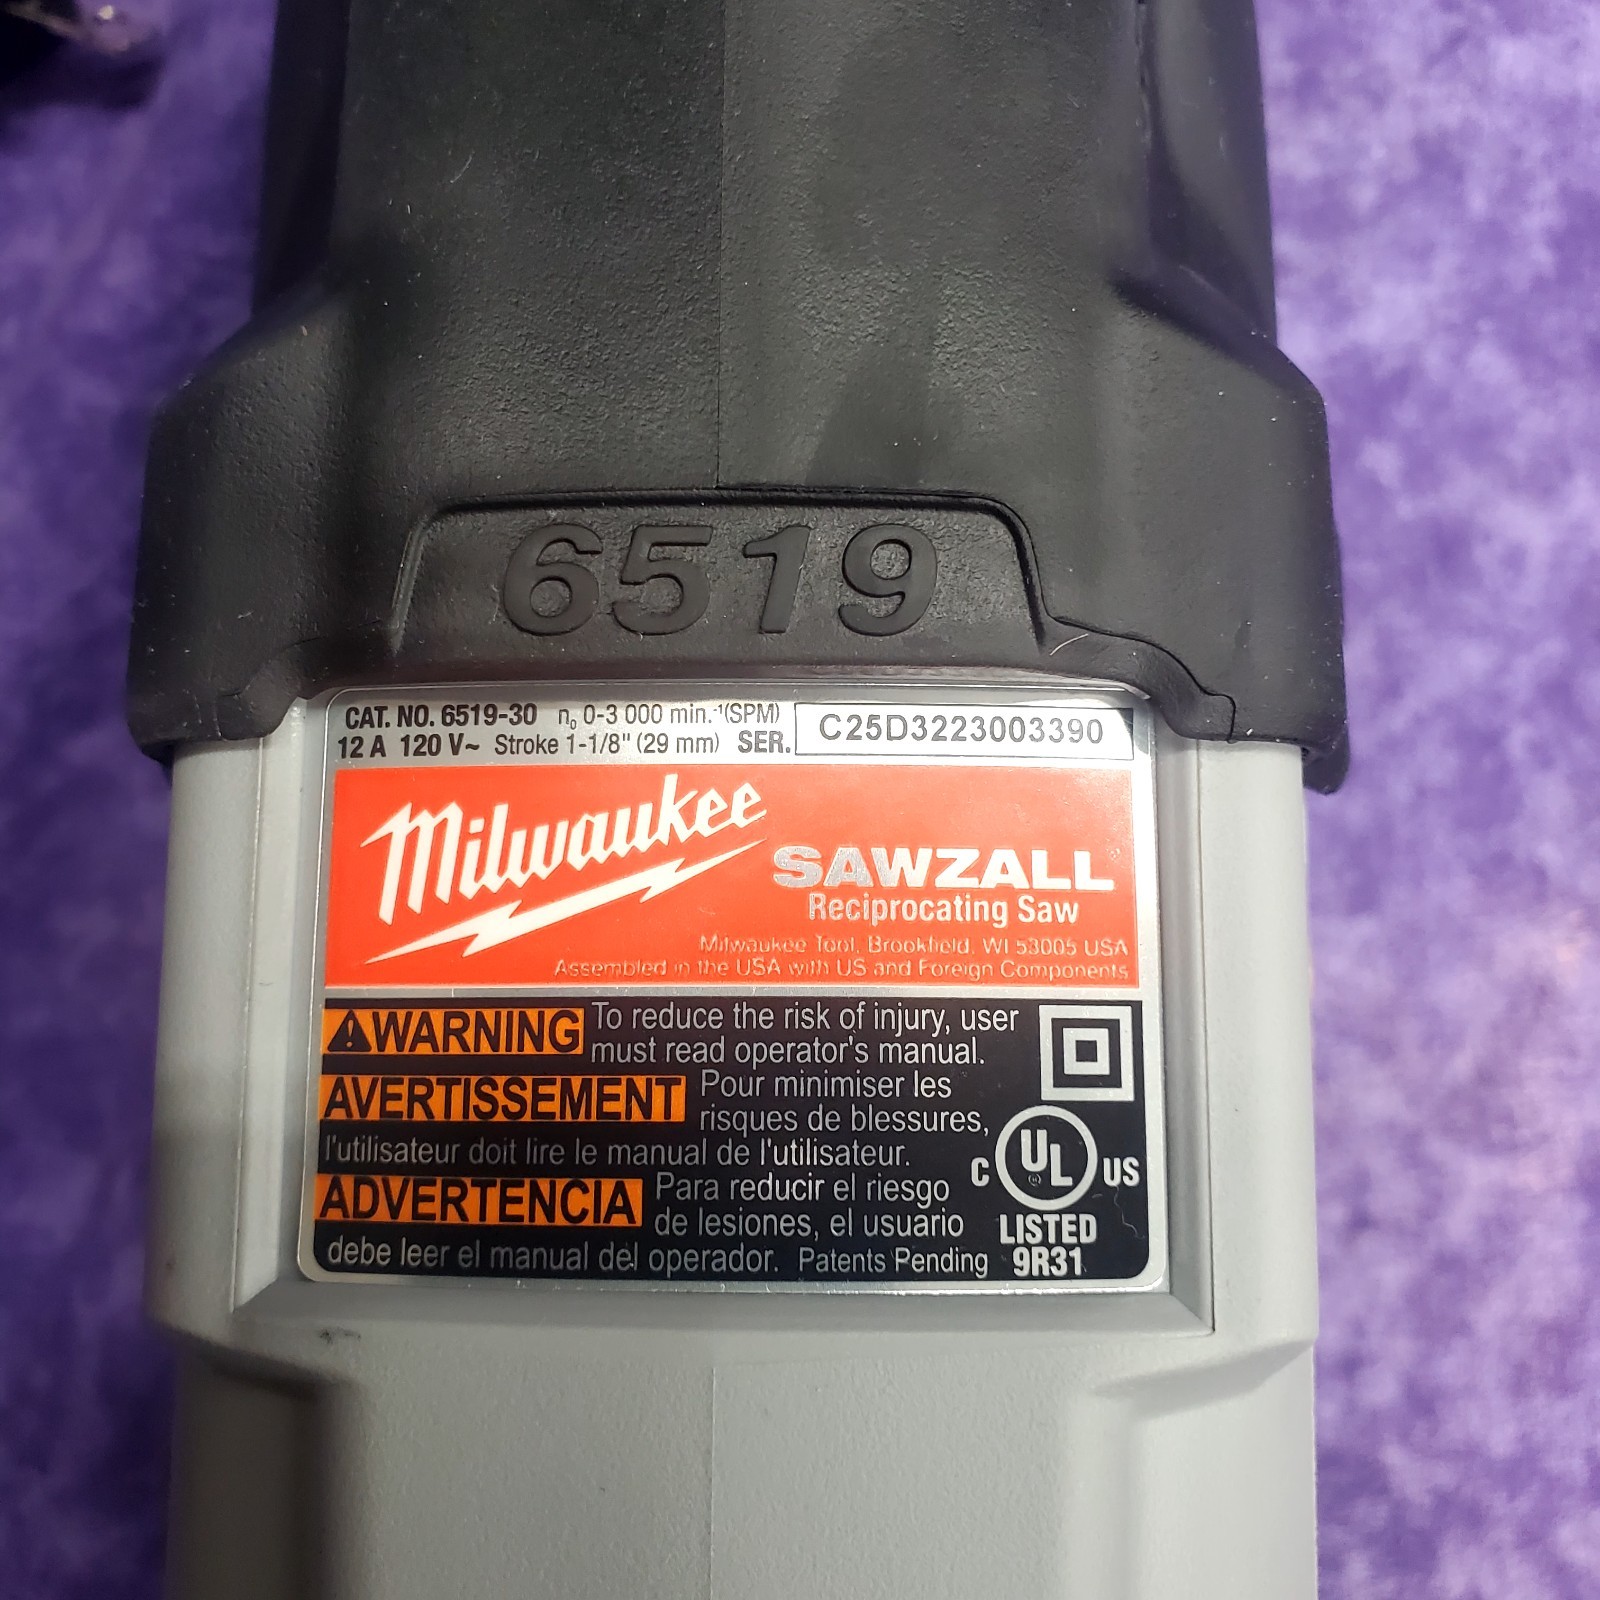 6519
CAT. NO. 6519-30 n₀ 0-3 000 min.⁻¹(SPM)
12 A 120 V~ Stroke 1-1/8" (29 mm) SER. C25D3223003390
Milwaukee
SAWZALL
Reciprocating Saw
Milwaukee Tool, Brookfield, WI 53005 USA
Assembled in the USA with US and Foreign Components
WARNING To reduce the risk of injury, user
must read operator's manual.
AVERTISSEMENT Pour minimiser les
risques de blessures,
l'utilisateur doit lire le manual de l'utilisateur.
ADVERTENCIA Para reducir el riesgo
de lesiones, el usuario
debe leer el manual del operador. Patents Pending
C UL US
LISTED
9R31